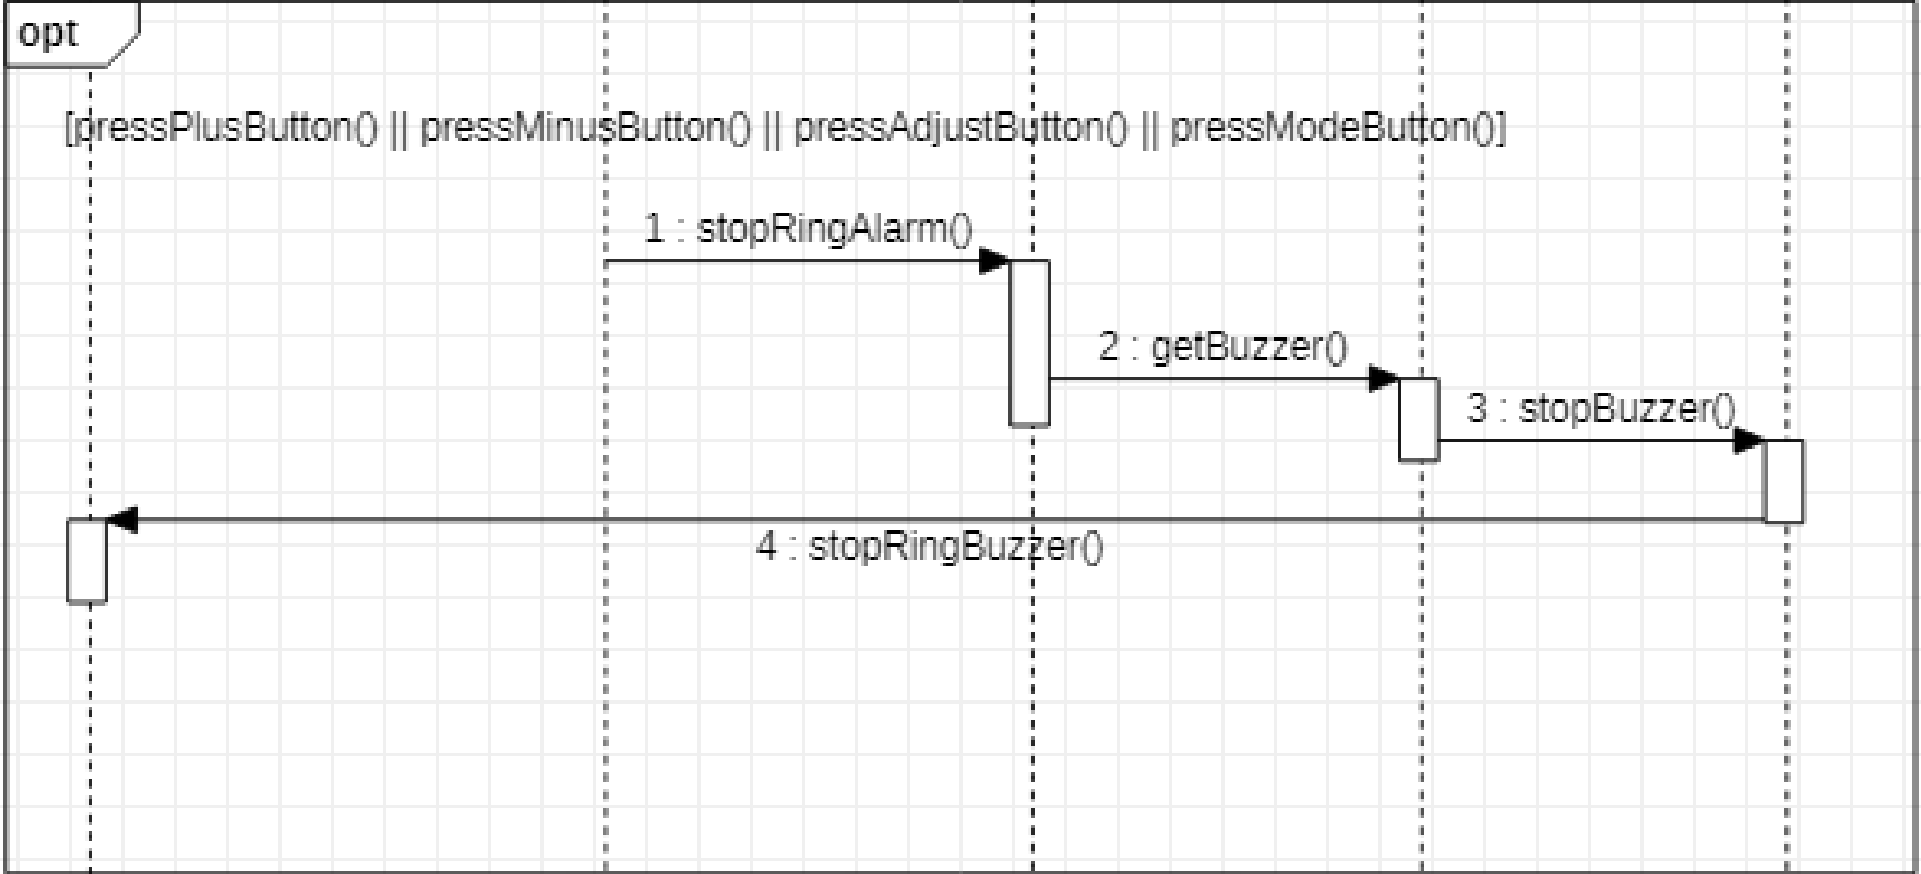 opt
[pressPlusButton() || pressMinusButton() || pressAdjustButton() || pressModeButton()]
1 : stopRingAlarm()
2 : getBuzzer()
3 : stopBuzzer()
4 : stopRingBuzzer()